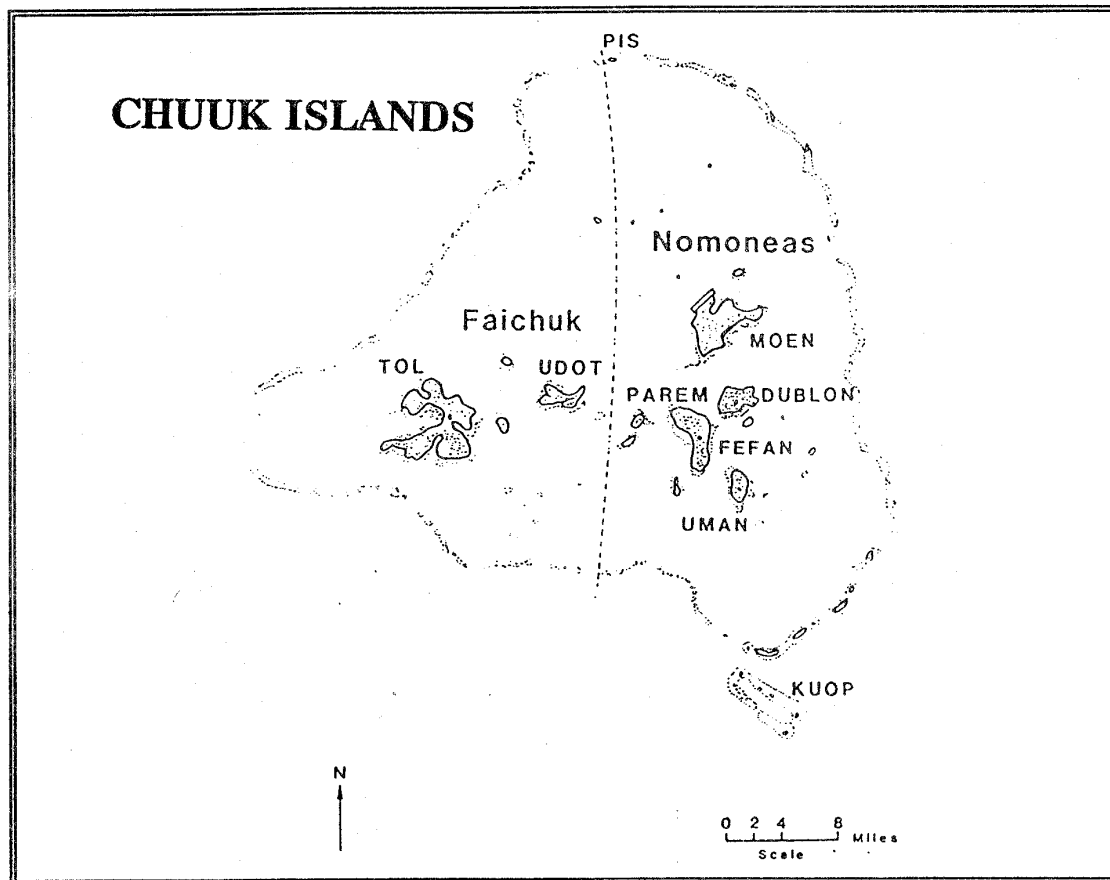 PIS
CHUUK ISLANDS
Nomoneas
Faichuk
MOEN
TOL
UDOT
PAREM
DUBLON
FEFAN
UMAN
KUOP
N
0 2 4 8 Miles
Scale